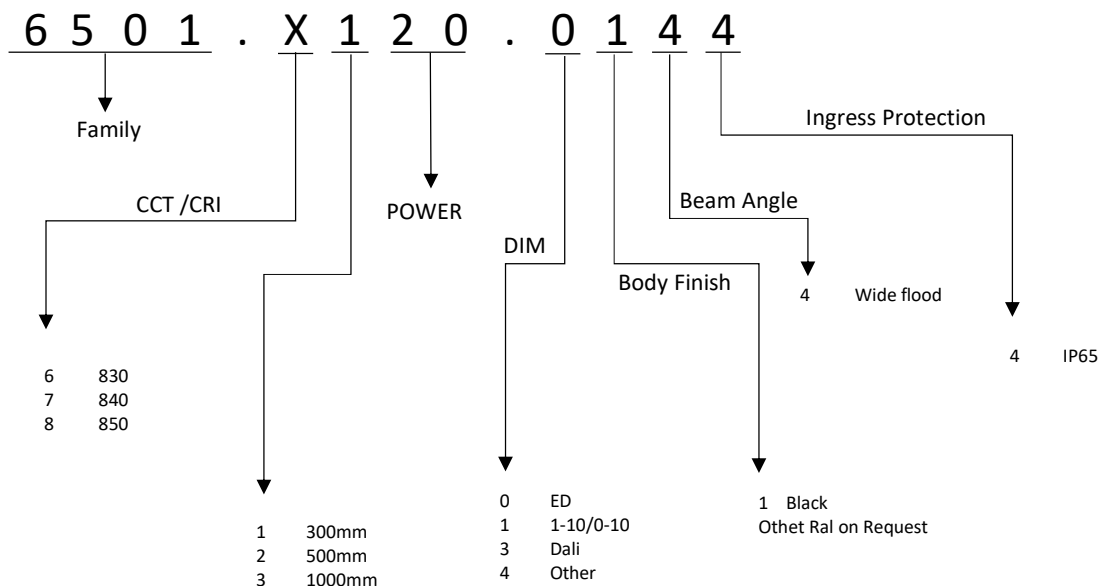 6 5 0 1 . X 1 2 0 . 0 1 4 4
Family
Ingress Protection
CCT /CRI
POWER
Beam Angle
DIM
Body Finish
4 Wide flood
4 IP65
6 830
7 840
8 850
1 300mm
2 500mm
3 1000mm
0 ED
1 1-10/0-10
3 Dali
4 Other
1 Black
Othet Ral on Request